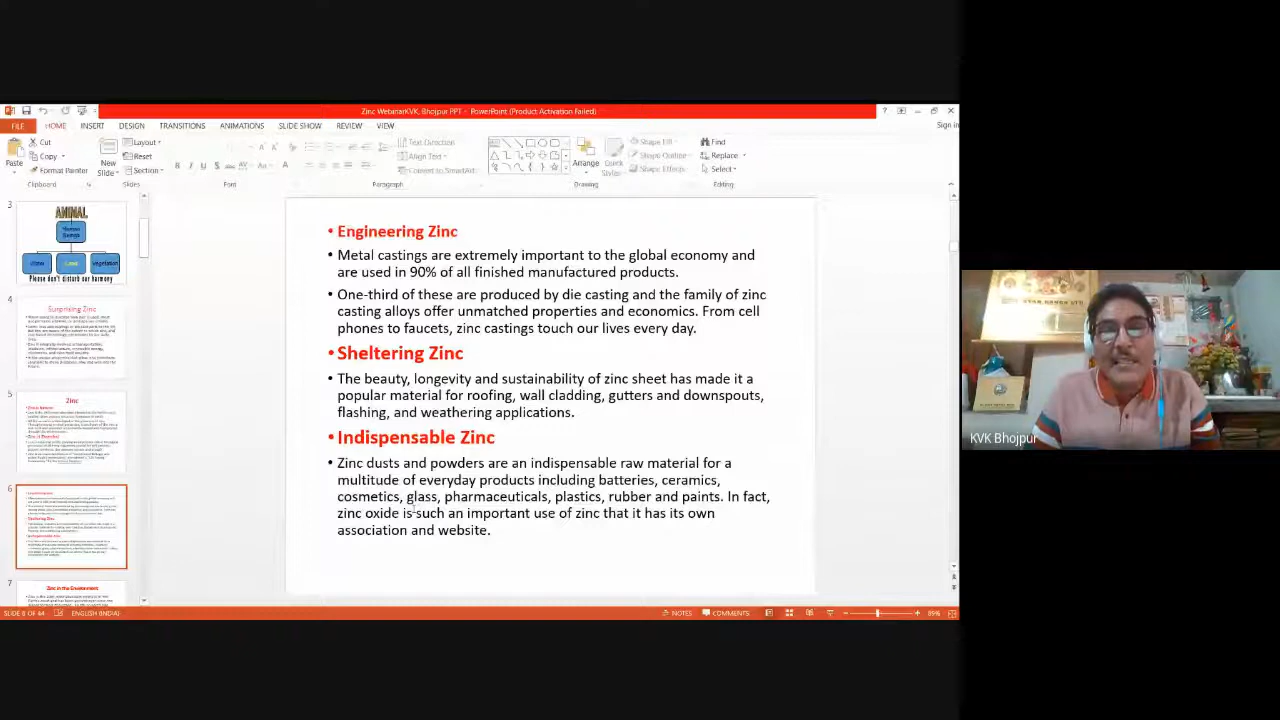 Zinc WebinarKVK, Bhojpur PPT - PowerPoint (Product Activation Failed)
FILE HOME INSERT DESIGN TRANSITIONS ANIMATIONS SLIDE SHOW REVIEW VIEW
Sign in
Paste
Cut
Copy
Format Painter
Clipboard
New
Slide
Layout
Reset
Section
Slides
Font
Text Direction
Align Text
Convert to SmartArt
Paragraph
Arrange
Quick
Styles
Shape Fill
Shape Outline
Shape Effects
Drawing
Find
Replace
Select
Editing
3
ANIMAL
Human
Beings
Vegetation
Please don't disturb our harmony
4
Surprising Zinc
5
Zinc
6
7
Zinc in the Environment
• Engineering Zinc
• Metal castings are extremely important to the global economy and
are used in 90% of all finished manufactured products.
• One-third of these are produced by die casting and the family of zinc
casting alloys offer unmatched properties and economics. From cell
phones to faucets, zinc castings touch our lives every day.
• Sheltering Zinc
• The beauty, longevity and sustainability of zinc sheet has made it a
popular material for roofing, wall cladding, gutters and downspouts,
flashing, and weathering applications.
• Indispensable Zinc
• Zinc dusts and powders are an indispensable raw material for a
multitude of everyday products including batteries, ceramics,
cosmetics, glass, pharmaceuticals, plastics, rubber and paints. In fact,
zinc oxide is such an important use of zinc that it has its own
association and website.
KVK Bhojpur
SLIDE 6 OF 44 ENGLISH (INDIA)
NOTES COMMENTS 89%